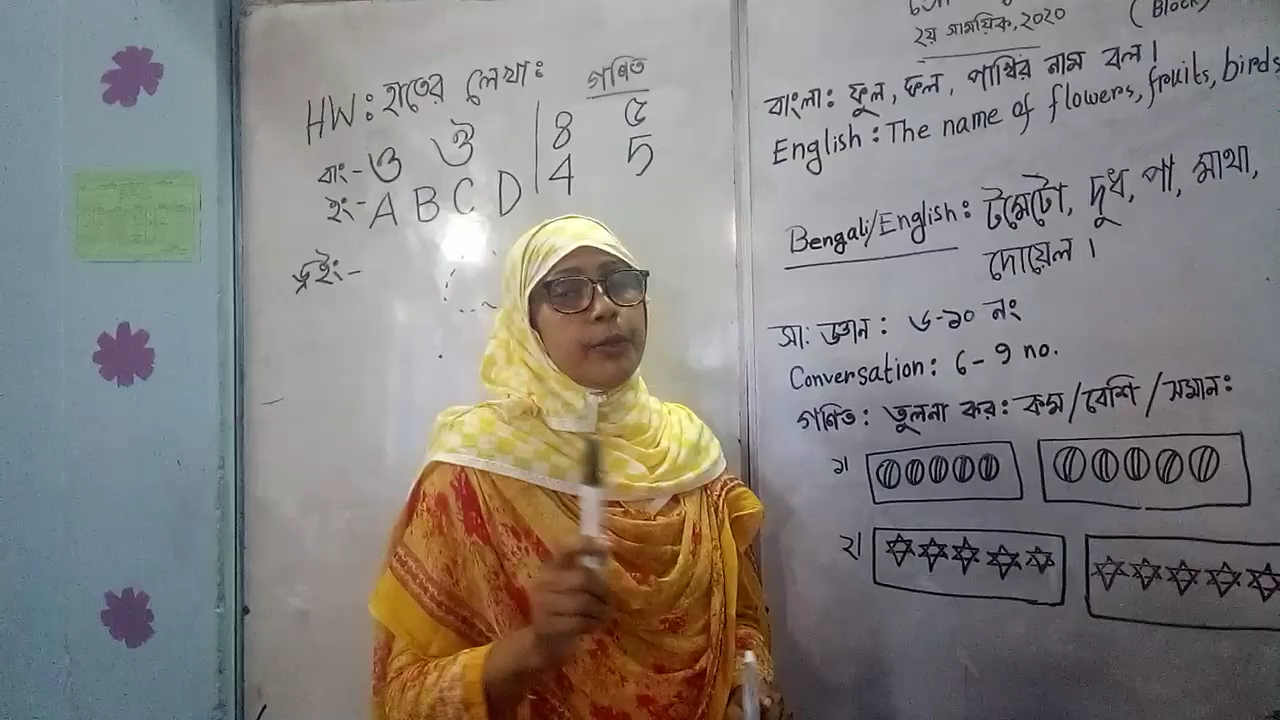 HW: হাতের লেখা: গণিত
বাং- ও ঔ 8 ৫
ইং- A B C D 4 5
ড্রইং-
২য় সাময়িক, ২০২০ (Block)
বাংলা: ফুল, ফল, পাখির নাম বল।
English: The name of flowers, fruits, birds
Bengali/English: টমেটো, দুধ, পা, মাথা,
দোয়েল।
সা: জ্ঞান: ৬-১০ নং
Conversation: 6-9 no.
গণিত: তুলনা কর: কম/বেশি/সমান:
১।
২।